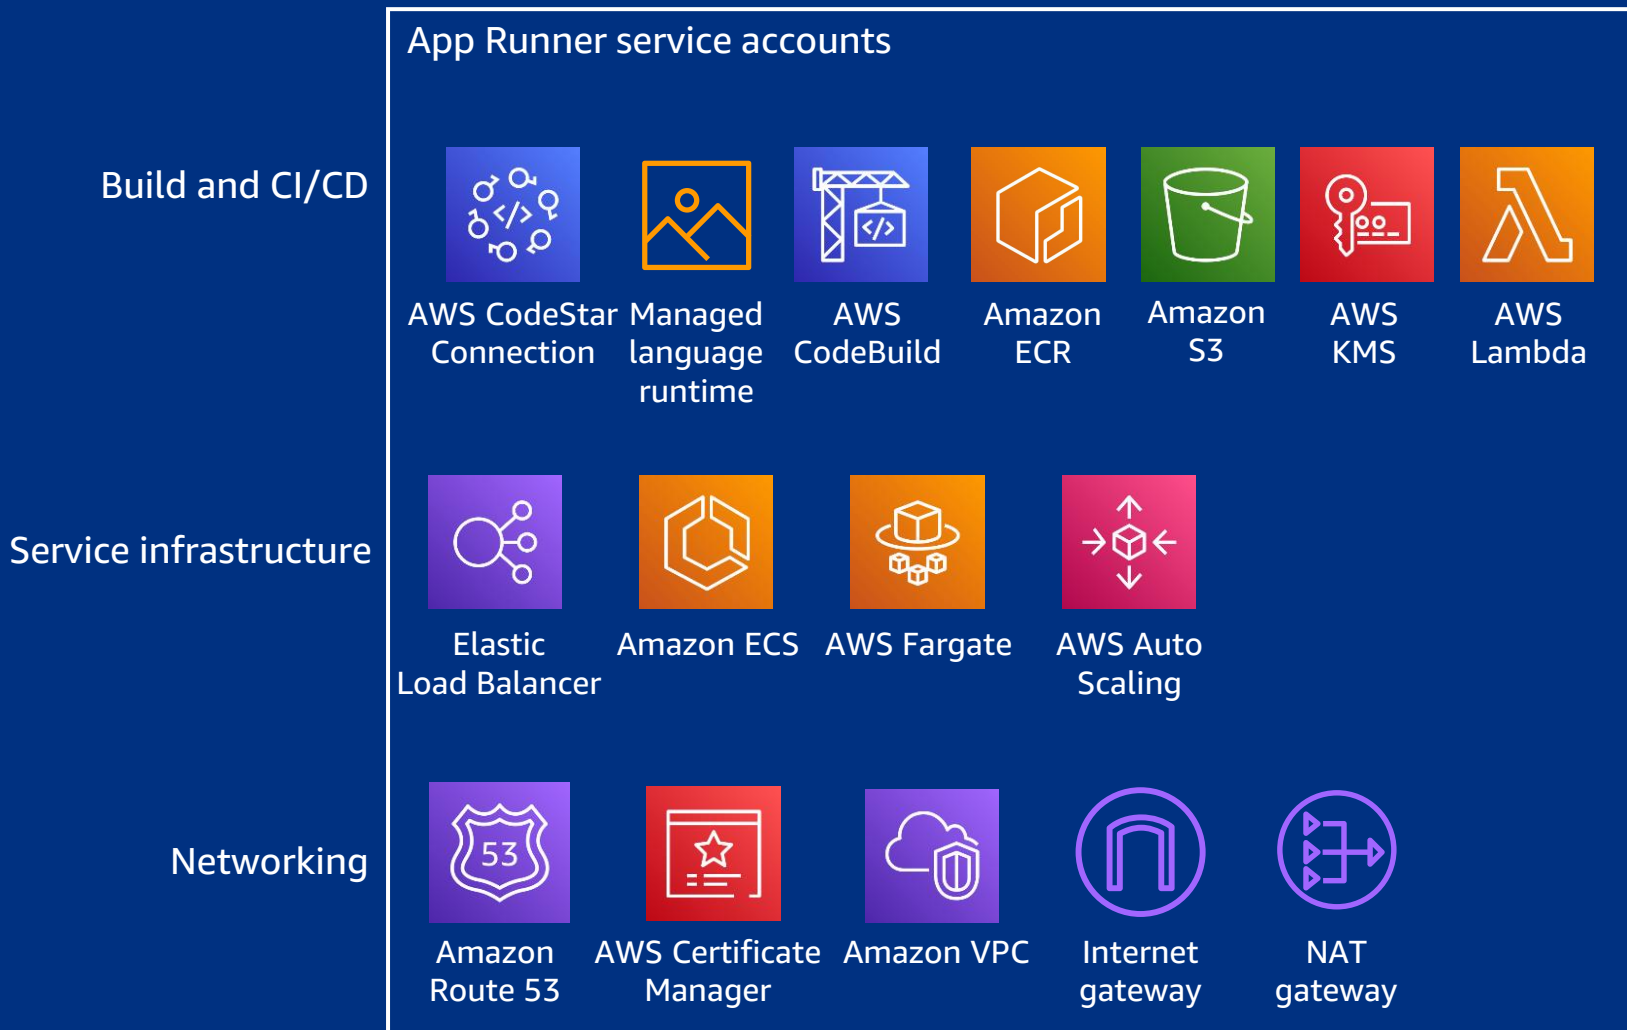 App Runner service accounts
Build and CI/CD
AWS CodeStar
Connection
Managed
language
runtime
AWS
CodeBuild
Amazon
ECR
Amazon
S3
AWS
KMS
AWS
Lambda
Service infrastructure
Elastic
Load Balancer
Amazon ECS
AWS Fargate
AWS Auto
Scaling
Networking
53
Amazon
Route 53
AWS Certificate
Manager
Amazon VPC
Internet
gateway
NAT
gateway